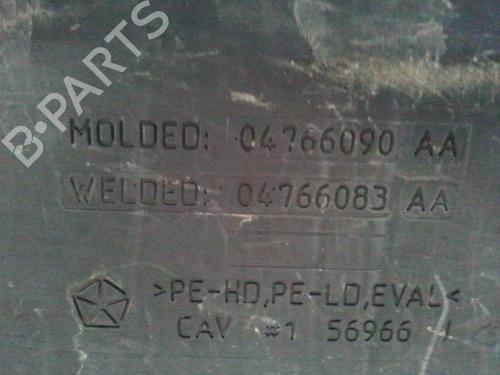 B-PARTS
MOLDED: 04766090 AA
WELDED: 04766083 AA
>PE-HD,PE-LD,EVAL<
CAV #1 56966